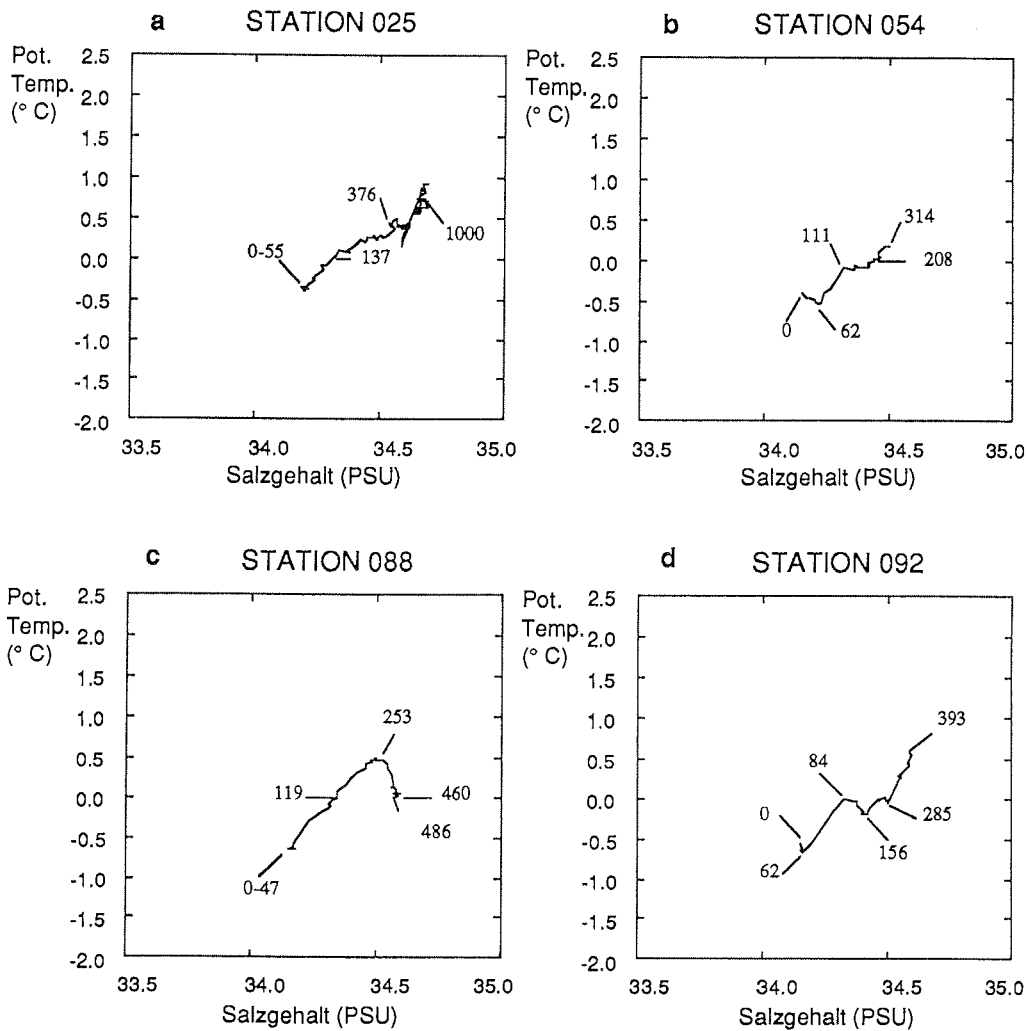 a STATION 025
Pot.
Temp.
(° C)
2.5
2.0
1.5
1.0
0.5
0.0
-0.5
-1.0
-1.5
-2.0
376
1000
0-55
137
33.5 34.0 34.5 35.0
Salzgehalt (PSU)
b STATION 054
Pot.
Temp.
(° C)
2.5
2.0
1.5
1.0
0.5
0.0
-0.5
-1.0
-1.5
-2.0
314
111
208
0
62
33.5 34.0 34.5 35.0
Salzgehalt (PSU)
c STATION 088
Pot.
Temp.
(° C)
2.5
2.0
1.5
1.0
0.5
0.0
-0.5
-1.0
-1.5
-2.0
253
119
460
486
0-47
33.5 34.0 34.5 35.0
Salzgehalt (PSU)
d STATION 092
Pot.
Temp.
(° C)
2.5
2.0
1.5
1.0
0.5
0.0
-0.5
-1.0
-1.5
-2.0
393
84
0
285
156
62
33.5 34.0 34.5 35.0
Salzgehalt (PSU)